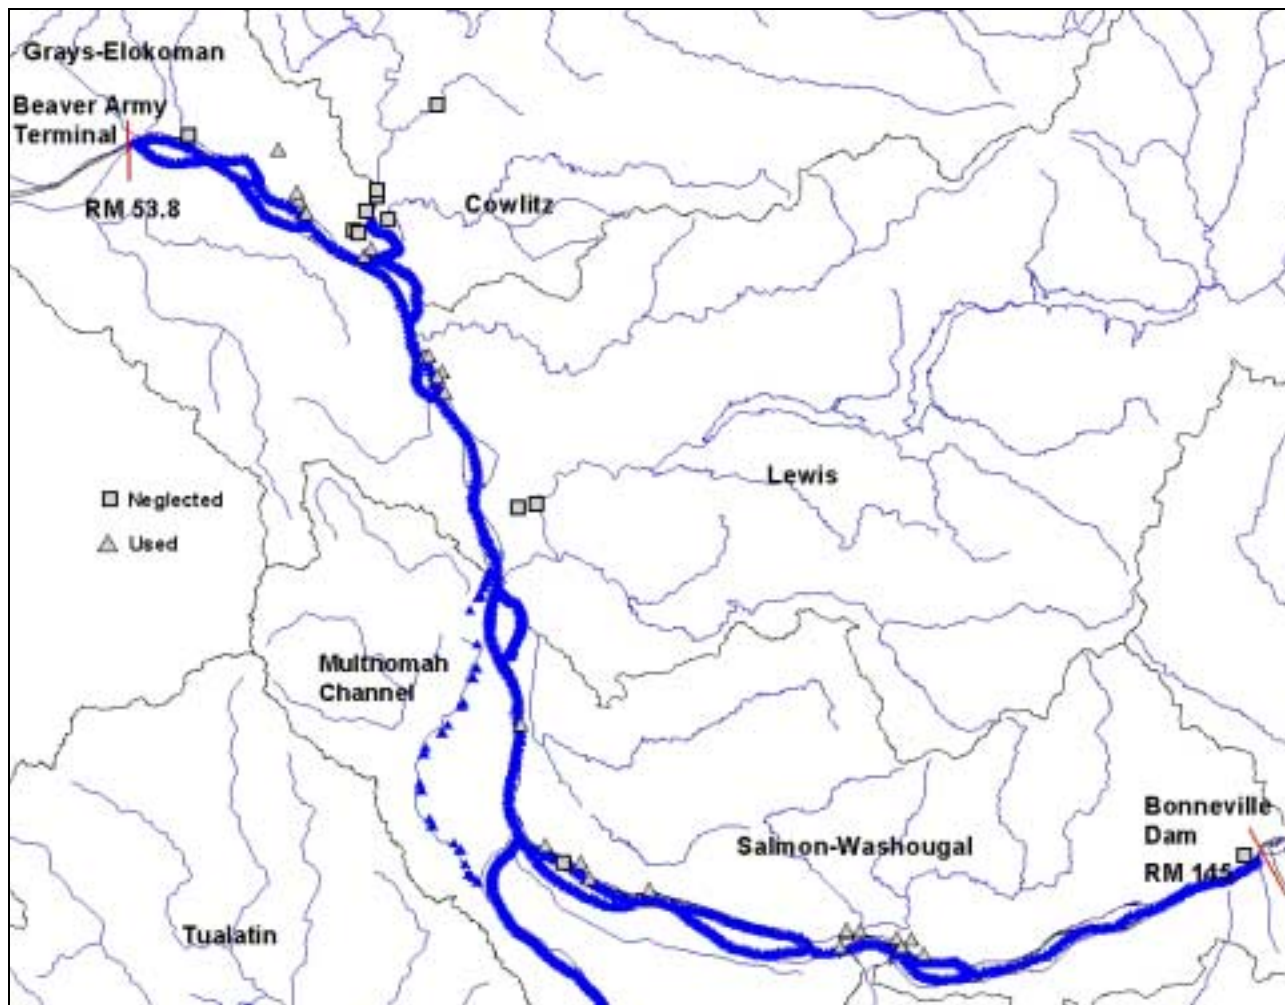 Grays-Elokoman
Beaver Army
Terminal
RM 53.8
Cowlitz
Neglected
Used
Lewis
Multnomah
Channel
Bonneville
Dam
RM 145
Salmon-Washougal
Tualatin